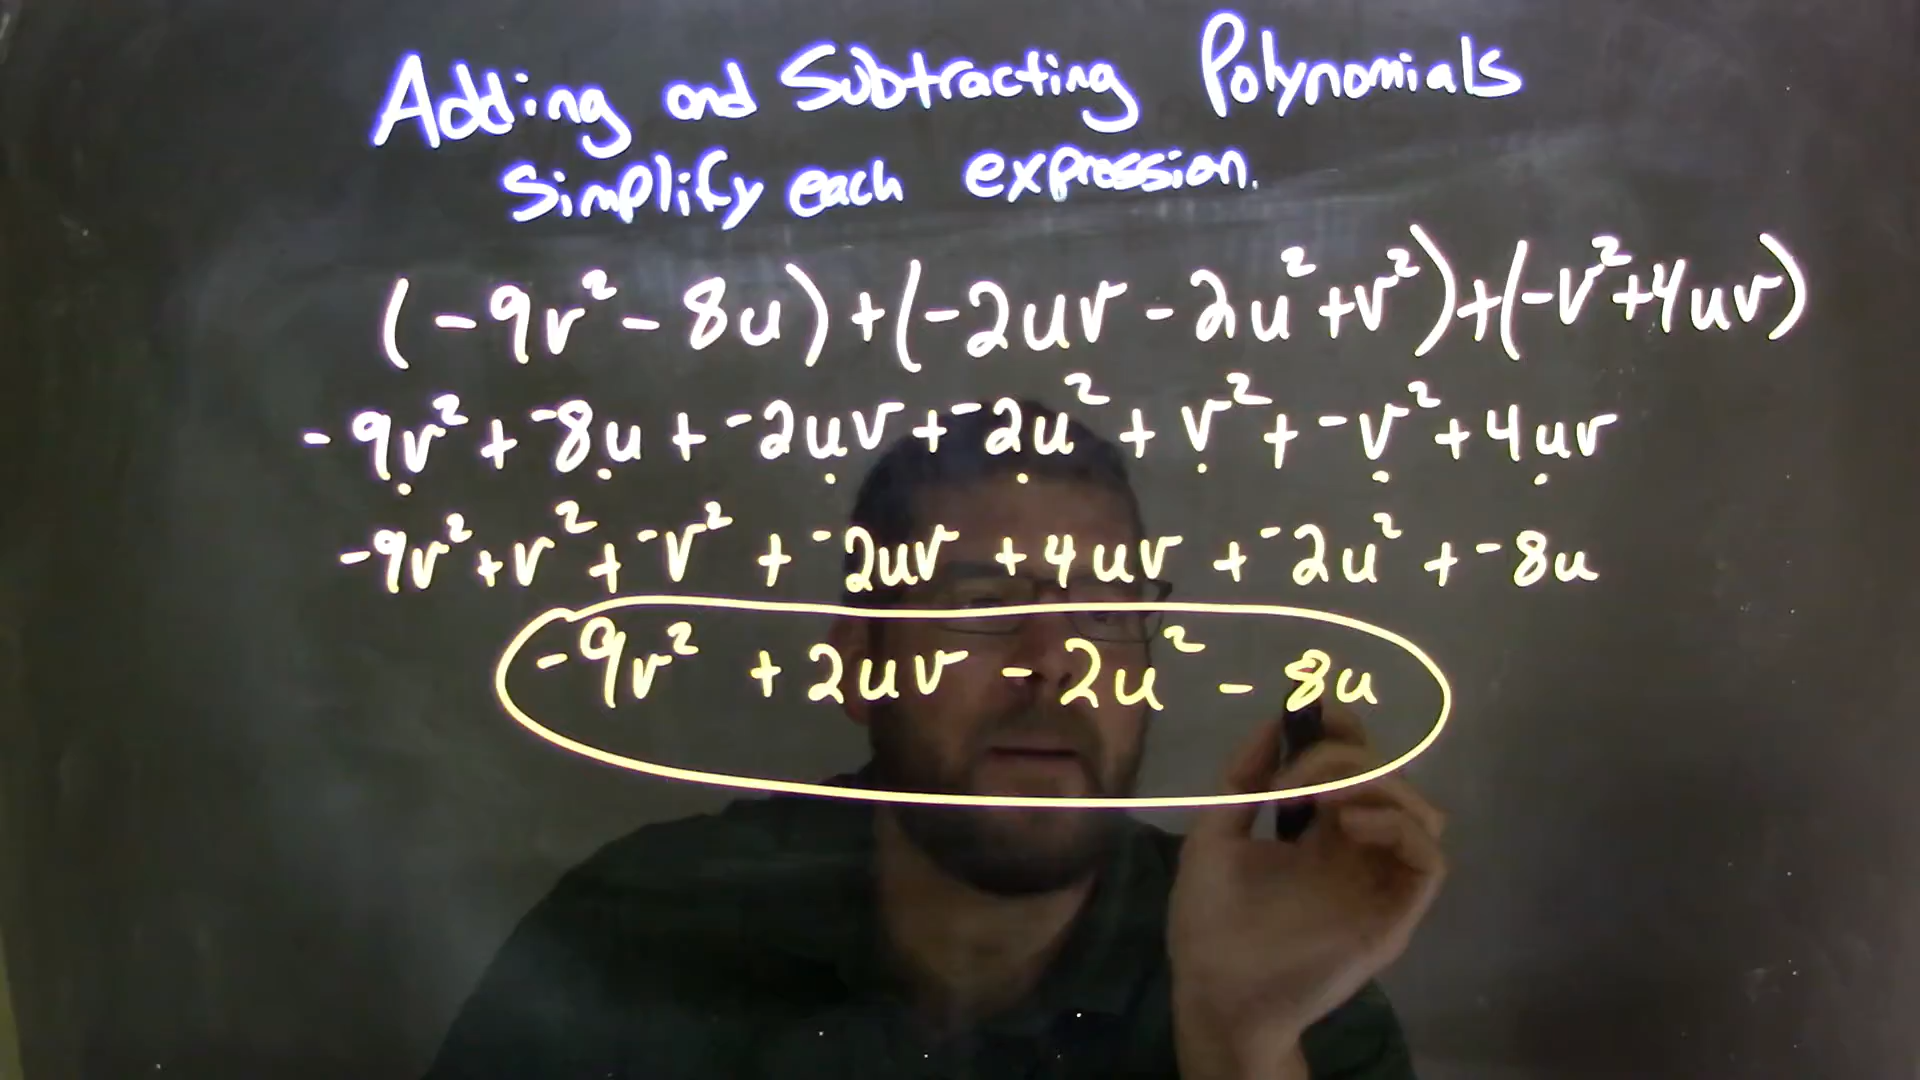 Adding and Subtracting Polynomials
Simplify each expression.
(-9v² - 8u) + (-2uv - 2u² + v²) + (-v² + 4uv)
-9v² + ⁻8u + ⁻2uv + ⁻2u² + v² + ⁻v² + 4uv
-9v² + v² + ⁻v² + ⁻2uv + 4uv + ⁻2u² + ⁻8u
-9v² + 2uv - 2u² - 8u